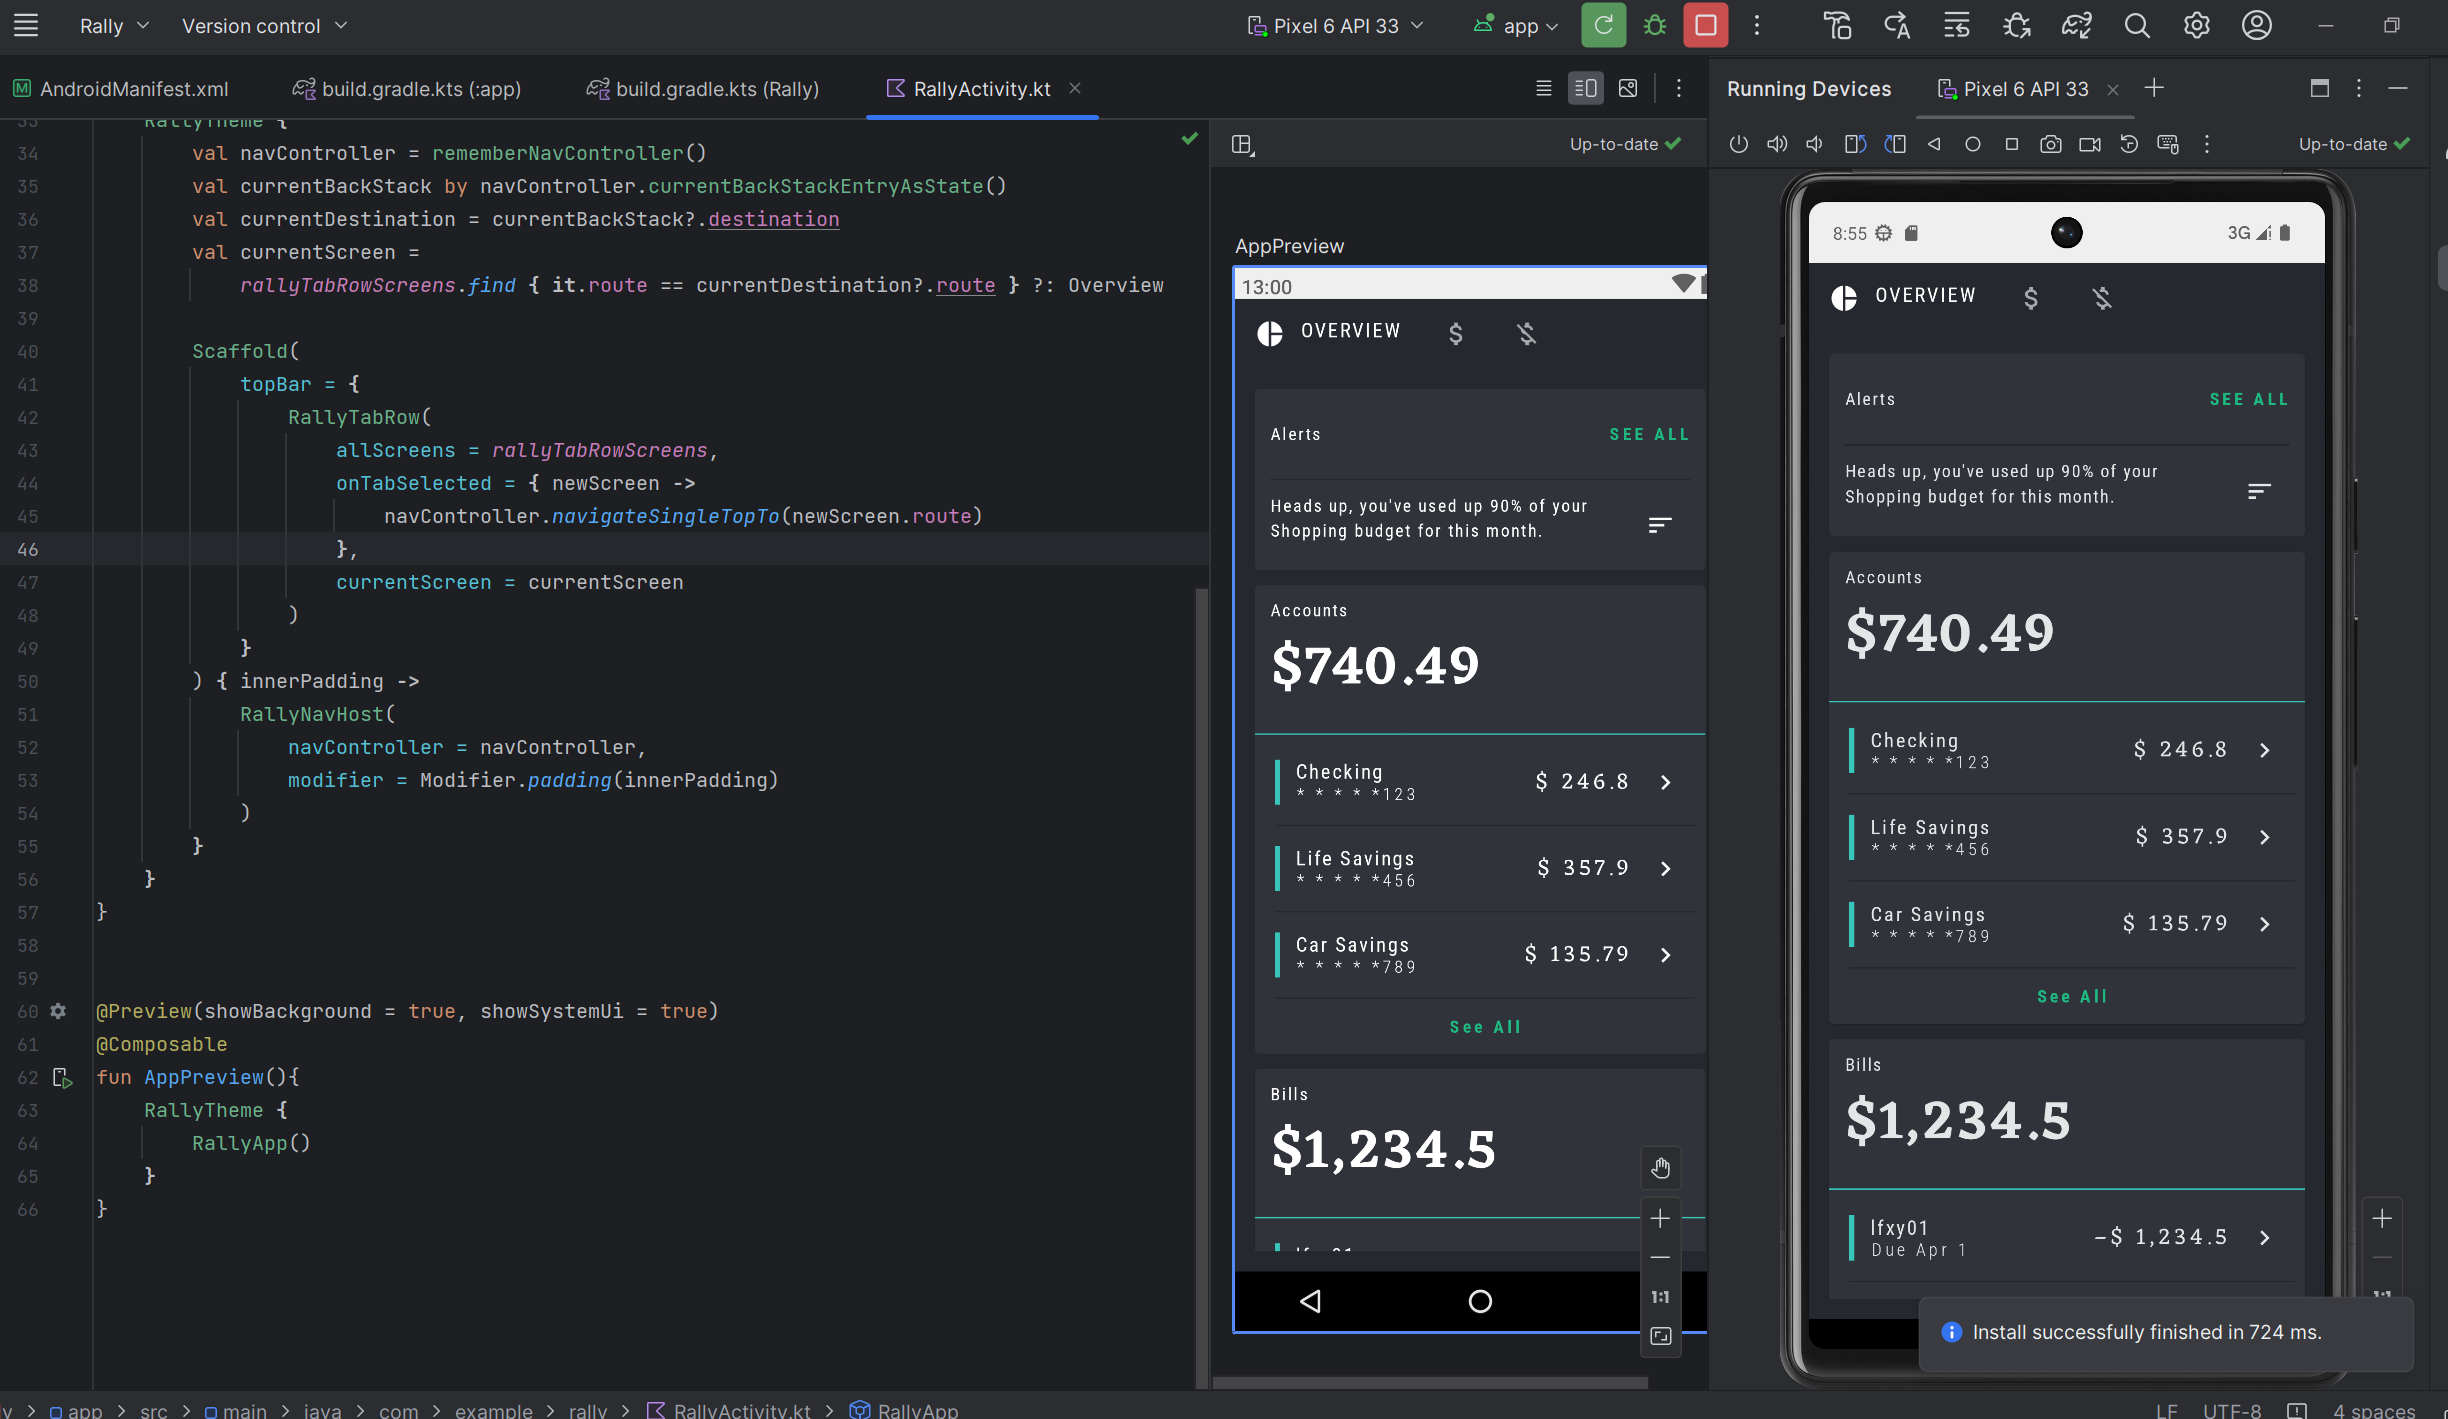 Rally
Version control
Pixel 6 API 33
app
AndroidManifest.xml
build.gradle.kts (:app)
build.gradle.kts (Rally)
RallyActivity.kt
Running Devices
Pixel 6 API 33
33 RallyTheme {
34 val navController = rememberNavController()
35 val currentBackStack by navController.currentBackStackEntryAsState()
36 val currentDestination = currentBackStack?.destination
37 val currentScreen =
38 rallyTabRowScreens.find { it.route == currentDestination?.route } ?: Overview
39
40 Scaffold(
41 topBar = {
42 RallyTabRow(
43 allScreens = rallyTabRowScreens,
44 onTabSelected = { newScreen ->
45 navController.navigateSingleTopTo(newScreen.route)
46 },
47 currentScreen = currentScreen
48 )
49 }
50 ) { innerPadding ->
51 RallyNavHost(
52 navController = navController,
53 modifier = Modifier.padding(innerPadding)
54 )
55 }
56 }
57 }
58
59
60 @Preview(showBackground = true, showSystemUi = true)
61 @Composable
62 fun AppPreview(){
63 RallyTheme {
64 RallyApp()
65 }
66 }
Up-to-date
AppPreview
13:00
OVERVIEW
Alerts
SEE ALL
Heads up, you've used up 90% of your
Shopping budget for this month.
Accounts
$740.49
Checking
* * * * *123
$ 246.8
Life Savings
* * * * *456
$ 357.9
Car Savings
* * * * *789
$ 135.79
See All
Bills
$1,234.5
1:1
Up-to-date
8:55
3G
OVERVIEW
Alerts
SEE ALL
Heads up, you've used up 90% of your
Shopping budget for this month.
Accounts
$740.49
Checking
* * * * *123
$ 246.8
Life Savings
* * * * *456
$ 357.9
Car Savings
* * * * *789
$ 135.79
See All
Bills
$1,234.5
lfxy01
Due Apr 1
-$ 1,234.5
1:1
Install successfully finished in 724 ms.
app > src > main > java > com > example > rally > RallyActivity.kt > RallyApp
LF
UTF-8
4 spaces